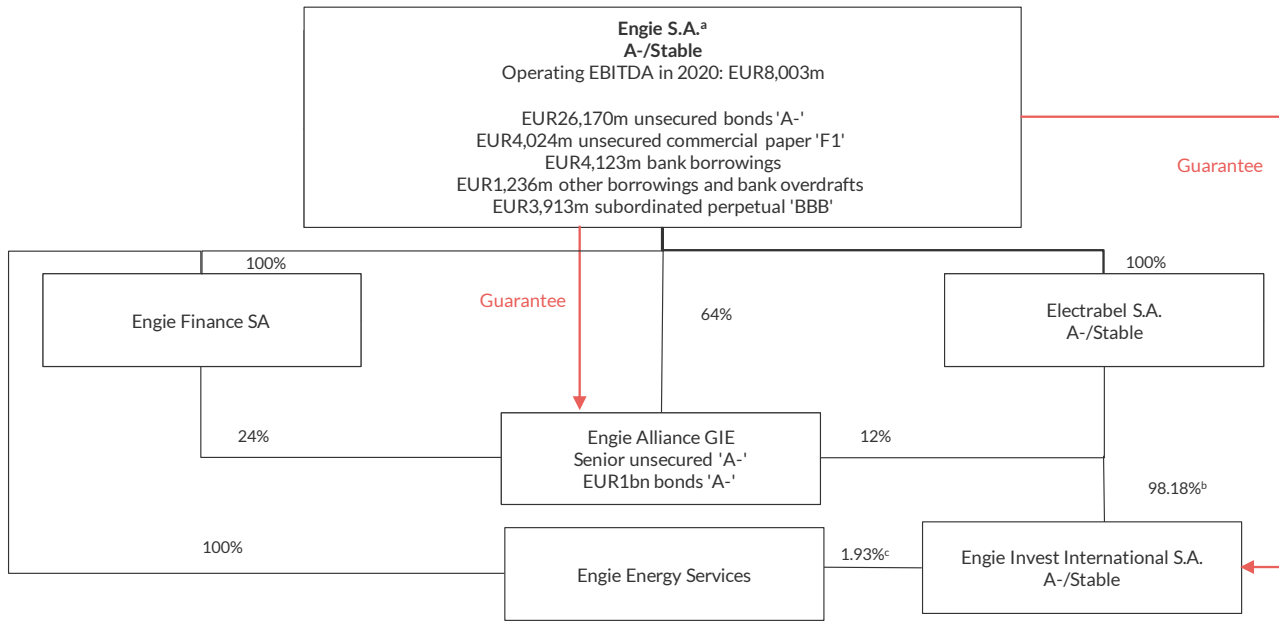 Engie S.A.ᵃ
A-/Stable
Operating EBITDA in 2020: EUR8,003m
EUR26,170m unsecured bonds 'A-'
EUR4,024m unsecured commercial paper 'F1'
EUR4,123m bank borrowings
EUR1,236m other borrowings and bank overdrafts
EUR3,913m subordinated perpetual 'BBB'
Guarantee
100%
100%
Engie Finance SA
Guarantee
64%
Electrabel S.A.
A-/Stable
24%
Engie Alliance GIE
Senior unsecured 'A-'
EUR1bn bonds 'A-'
12%
98.18%ᵇ
100%
Engie Energy Services
1.93%ᶜ
Engie Invest International S.A.
A-/Stable